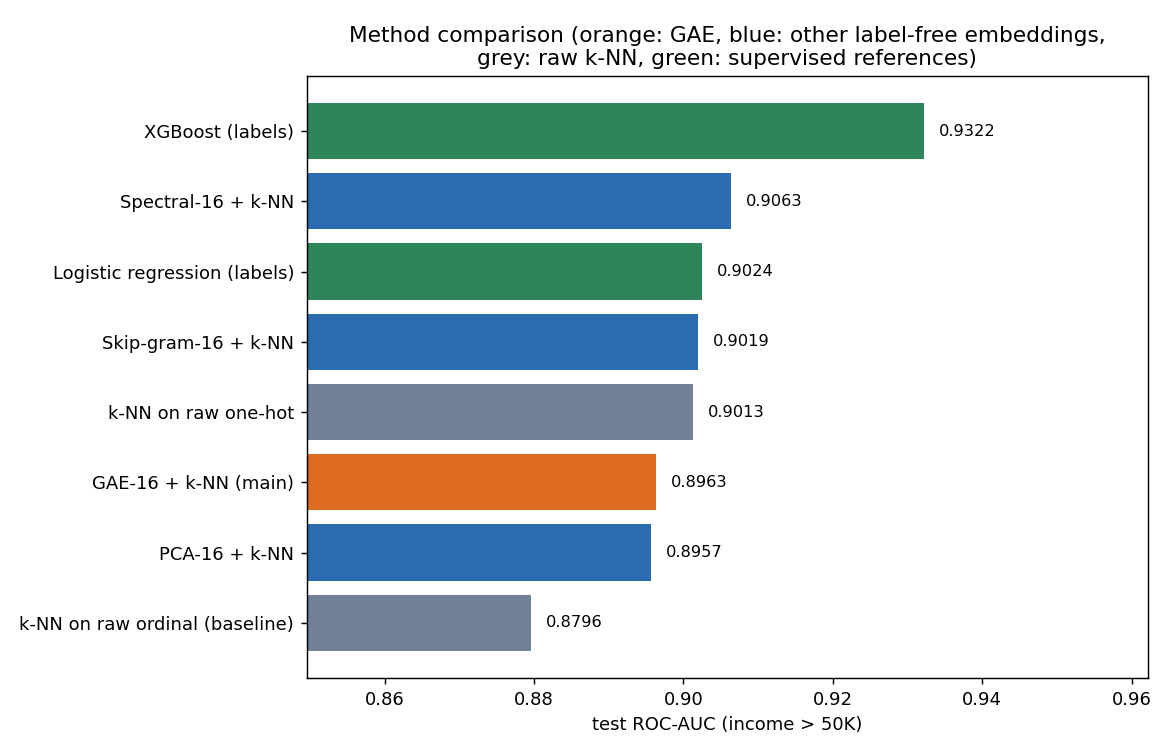 Method comparison (orange: GAE, blue: other label-free embeddings,
grey: raw k-NN, green: supervised references)
XGBoost (labels) 0.9322
Spectral-16 + k-NN 0.9063
Logistic regression (labels) 0.9024
Skip-gram-16 + k-NN 0.9019
k-NN on raw one-hot 0.9013
GAE-16 + k-NN (main) 0.8963
PCA-16 + k-NN 0.8957
k-NN on raw ordinal (baseline) 0.8796
0.86 0.88 0.90 0.92 0.94 0.96
test ROC-AUC (income > 50K)